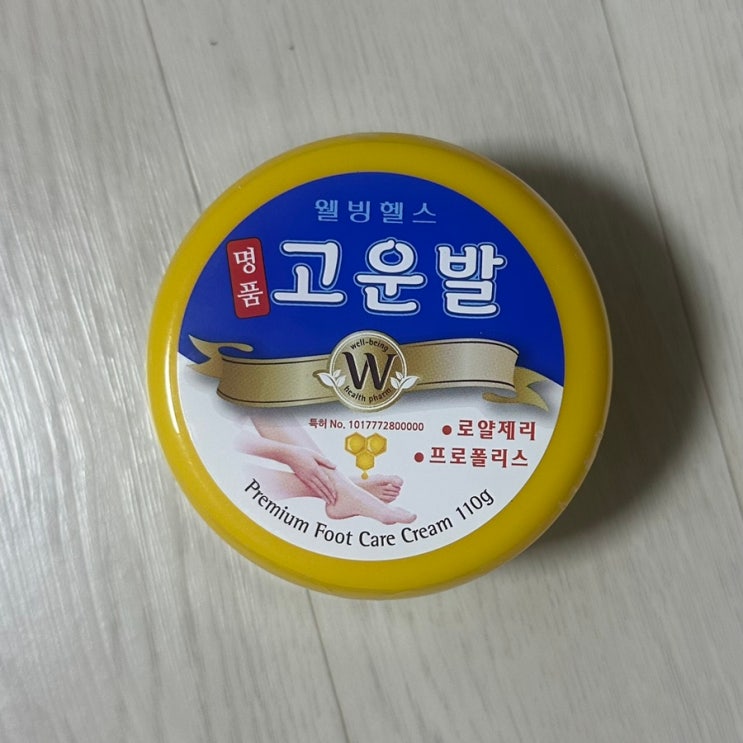 웰빙헬스
명품
고운발
well-being
W
health pharm
특허 No. 1017772800000
• 로얄제리
• 프로폴리스
Premium Foot Care Cream 110g